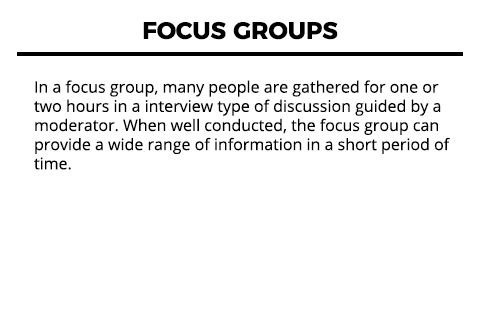 FOCUS GROUPS
In a focus group, many people are gathered for one or
two hours in a interview type of discussion guided by a
moderator. When well conducted, the focus group can
provide a wide range of information in a short period of
time.